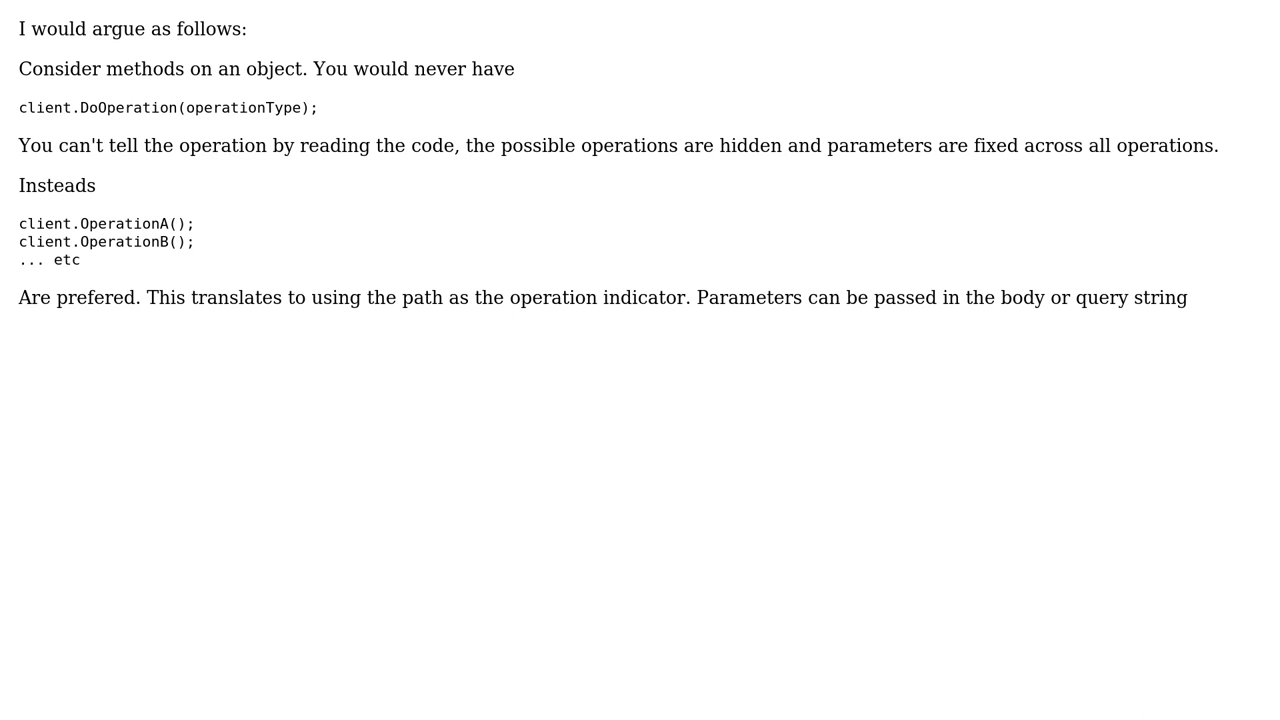 I would argue as follows:
Consider methods on an object. You would never have
client.DoOperation(operationType);
You can't tell the operation by reading the code, the possible operations are hidden and parameters are fixed across all operations.
Insteads
client.OperationA();
client.OperationB();
... etc
Are prefered. This translates to using the path as the operation indicator. Parameters can be passed in the body or query string